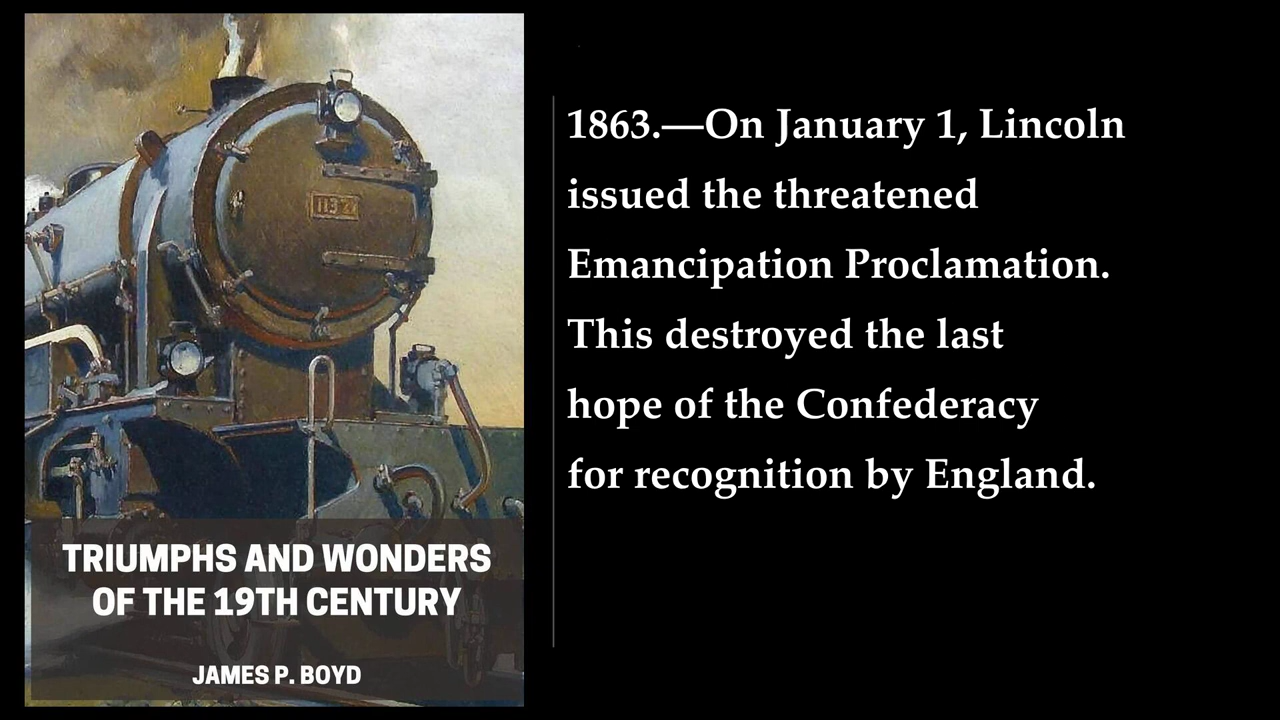 1863.—On January 1, Lincoln
issued the threatened
Emancipation Proclamation.
This destroyed the last
hope of the Confederacy
for recognition by England.
TRIUMPHS AND WONDERS
OF THE 19TH CENTURY
JAMES P. BOYD